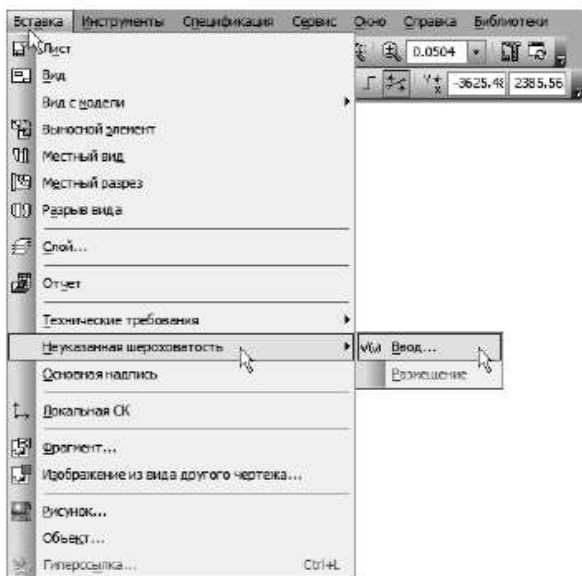 Вставка Инструменты Спецификация Сервис Окно Справка Библиотеки
Лист 0.0504
Вид -3625.48 2385.56
Вид с модели
Выносной элемент
Местный вид
Местный разрез
Разрыв вида
Слой...
Отчет
Технические требования
Неуказанная шероховатость Ввод...
Основная надпись Размещение
Локальная СК
Фрагмент...
Изображение из вида другого чертежа...
Рисунок...
Объект...
Гиперссылка... Ctrl+L